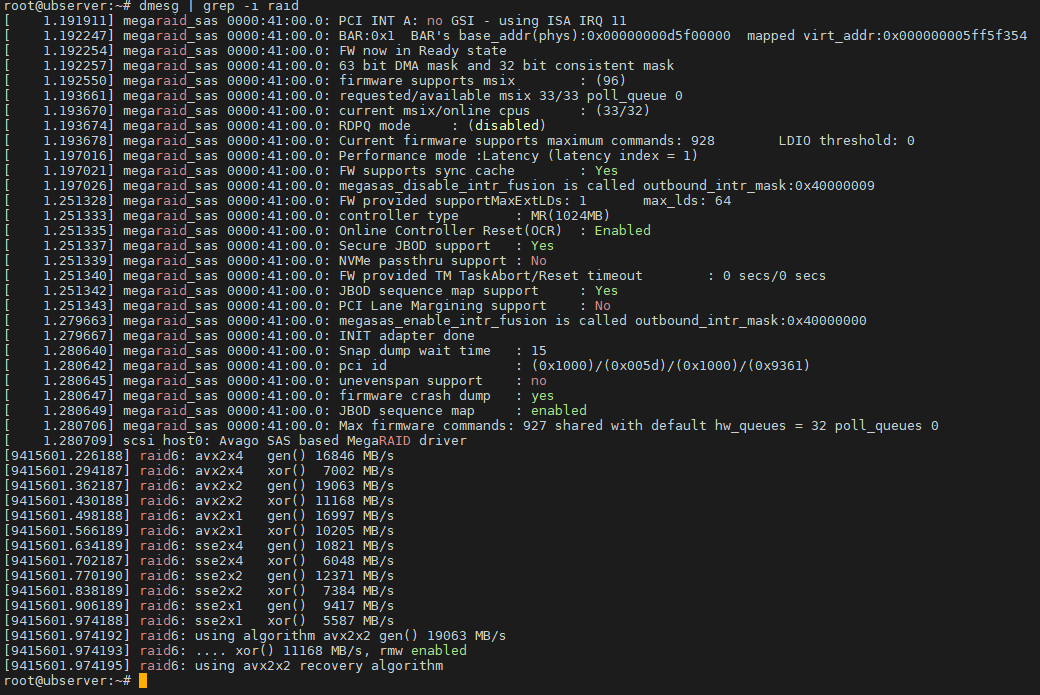 root@ubserver:~# dmesg | grep -i raid
[    1.191911] megaraid_sas 0000:41:00.0: PCI INT A: no GSI - using ISA IRQ 11
[    1.192247] megaraid_sas 0000:41:00.0: BAR:0x1  BAR's base_addr(phys):0x00000000d5f00000  mapped virt_addr:0x000000005ff5f354
[    1.192254] megaraid_sas 0000:41:00.0: FW now in Ready state
[    1.192257] megaraid_sas 0000:41:00.0: 63 bit DMA mask and 32 bit consistent mask
[    1.192550] megaraid_sas 0000:41:00.0: firmware supports msix        : (96)
[    1.193661] megaraid_sas 0000:41:00.0: requested/available msix 33/33 poll_queue 0
[    1.193670] megaraid_sas 0000:41:00.0: current msix/online cpus      : (33/32)
[    1.193674] megaraid_sas 0000:41:00.0: RDPQ mode     : (disabled)
[    1.193678] megaraid_sas 0000:41:00.0: Current firmware supports maximum commands: 928        LDIO threshold: 0
[    1.197016] megaraid_sas 0000:41:00.0: Performance mode :Latency (latency index = 1)
[    1.197021] megaraid_sas 0000:41:00.0: FW supports sync cache        : Yes
[    1.197026] megaraid_sas 0000:41:00.0: megasas_disable_intr_fusion is called outbound_intr_mask:0x40000009
[    1.251328] megaraid_sas 0000:41:00.0: FW provided supportMaxExtLDs: 1       max_lds: 64
[    1.251333] megaraid_sas 0000:41:00.0: controller type       : MR(1024MB)
[    1.251335] megaraid_sas 0000:41:00.0: Online Controller Reset(OCR)  : Enabled
[    1.251337] megaraid_sas 0000:41:00.0: Secure JBOD support   : Yes
[    1.251339] megaraid_sas 0000:41:00.0: NVMe passthru support : No
[    1.251340] megaraid_sas 0000:41:00.0: FW provided TM TaskAbort/Reset timeout        : 0 secs/0 secs
[    1.251342] megaraid_sas 0000:41:00.0: JBOD sequence map support     : Yes
[    1.251343] megaraid_sas 0000:41:00.0: PCI Lane Margining support    : No
[    1.279663] megaraid_sas 0000:41:00.0: megasas_enable_intr_fusion is called outbound_intr_mask:0x40000000
[    1.279667] megaraid_sas 0000:41:00.0: INIT adapter done
[    1.280640] megaraid_sas 0000:41:00.0: Snap dump wait time   : 15
[    1.280642] megaraid_sas 0000:41:00.0: pci id                : (0x1000)/(0x005d)/(0x1000)/(0x9361)
[    1.280645] megaraid_sas 0000:41:00.0: unevenspan support    : no
[    1.280647] megaraid_sas 0000:41:00.0: firmware crash dump   : yes
[    1.280649] megaraid_sas 0000:41:00.0: JBOD sequence map     : enabled
[    1.280706] megaraid_sas 0000:41:00.0: Max firmware commands: 927 shared with default hw_queues = 32 poll_queues 0
[    1.280709] scsi host0: Avago SAS based MegaRAID driver
[9415601.226188] raid6: avx2x4   gen() 16846 MB/s
[9415601.294187] raid6: avx2x4   xor()  7002 MB/s
[9415601.362187] raid6: avx2x2   gen() 19063 MB/s
[9415601.430188] raid6: avx2x2   xor() 11168 MB/s
[9415601.498188] raid6: avx2x1   gen() 16997 MB/s
[9415601.566189] raid6: avx2x1   xor() 10205 MB/s
[9415601.634189] raid6: sse2x4   gen() 10821 MB/s
[9415601.702187] raid6: sse2x4   xor()  6048 MB/s
[9415601.770190] raid6: sse2x2   gen() 12371 MB/s
[9415601.838189] raid6: sse2x2   xor()  7384 MB/s
[9415601.906189] raid6: sse2x1   gen()  9417 MB/s
[9415601.974188] raid6: sse2x1   xor()  5587 MB/s
[9415601.974192] raid6: using algorithm avx2x2 gen() 19063 MB/s
[9415601.974193] raid6: .... xor() 11168 MB/s, rmw enabled
[9415601.974195] raid6: using avx2x2 recovery algorithm
root@ubserver:~#